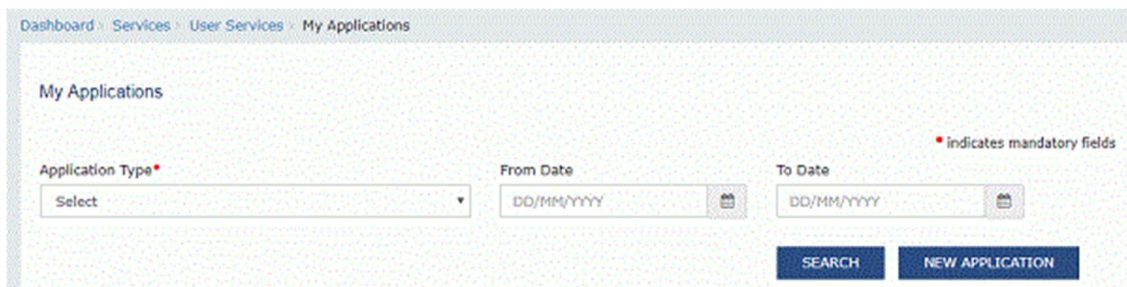 Dashboard › Services › User Services › My Applications
My Applications
• indicates mandatory fields
Application Type• From Date To Date
Select DD/MM/YYYY DD/MM/YYYY
SEARCH NEW APPLICATION